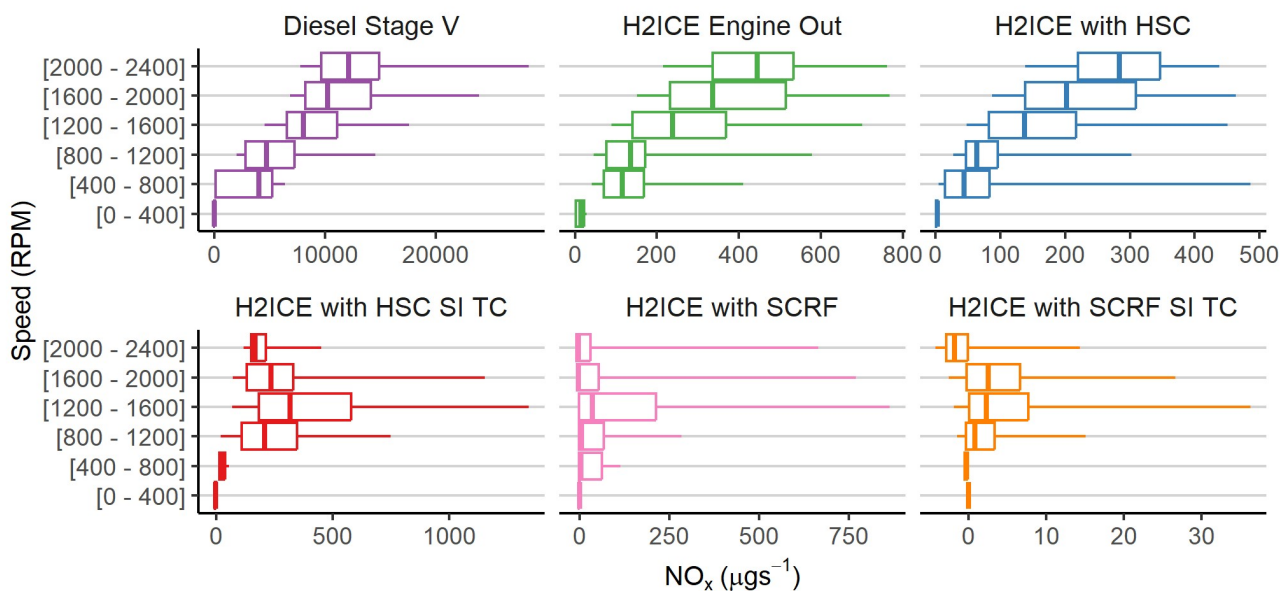 Diesel Stage V H2ICE Engine Out H2ICE with HSC
[2000 - 2400]
[1600 - 2000]
[1200 - 1600]
[800 - 1200]
[400 - 800]
[0 - 400]
0 10000 20000 0 200 400 600 800 0 100 200 300 400 500
Speed (RPM)
H2ICE with HSC SI TC H2ICE with SCRF H2ICE with SCRF SI TC
[2000 - 2400]
[1600 - 2000]
[1200 - 1600]
[800 - 1200]
[400 - 800]
[0 - 400]
0 500 1000 0 250 500 750 0 10 20 30
NOₓ (μgs⁻¹)